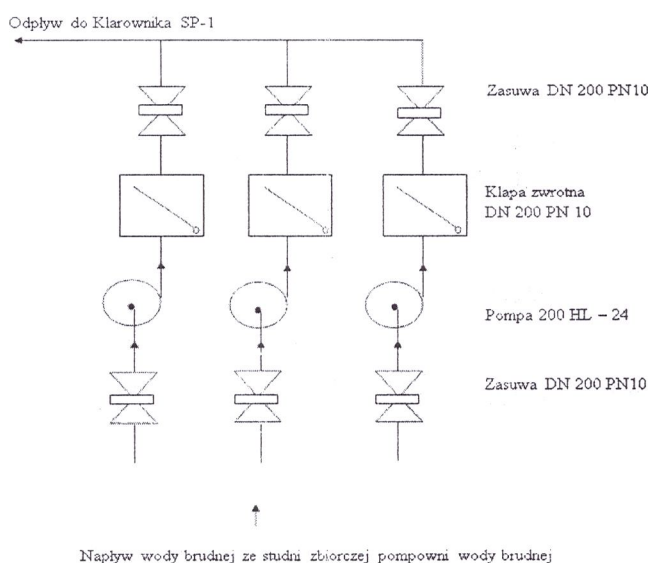 Odpływ do Klarownika SP-1
Zasuwa DN 200 PN10
Klapa zwrotna
DN 200 PN 10
Pompa 200 HL – 24
Zasuwa DN 200 PN10
Napływ wody brudnej ze studni zbiorczej pompowni wody brudnej